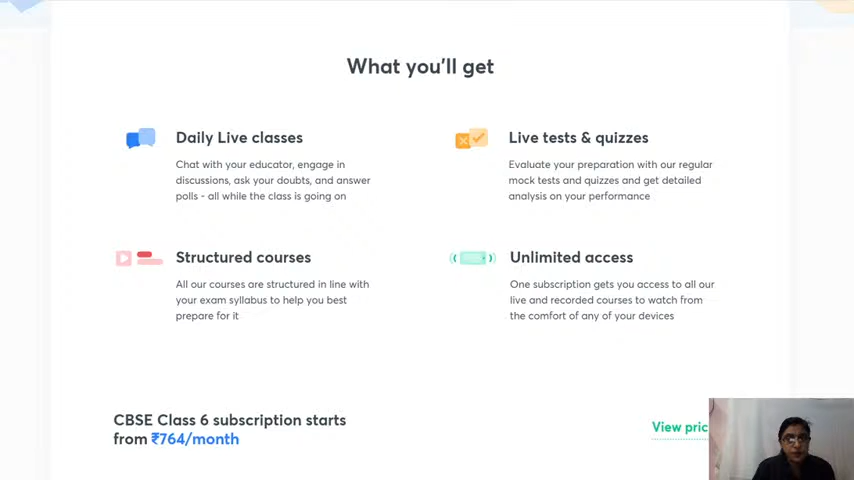 What you'll get
Daily Live classes
Chat with your educator, engage in
discussions, ask your doubts, and answer
polls - all while the class is going on
Live tests & quizzes
Evaluate your preparation with our regular
mock tests and quizzes and get detailed
analysis on your performance
Structured courses
All our courses are structured in line with
your exam syllabus to help you best
prepare for it
Unlimited access
One subscription gets you access to all our
live and recorded courses to watch from
the comfort of any of your devices
CBSE Class 6 subscription starts
from ₹764/month
View